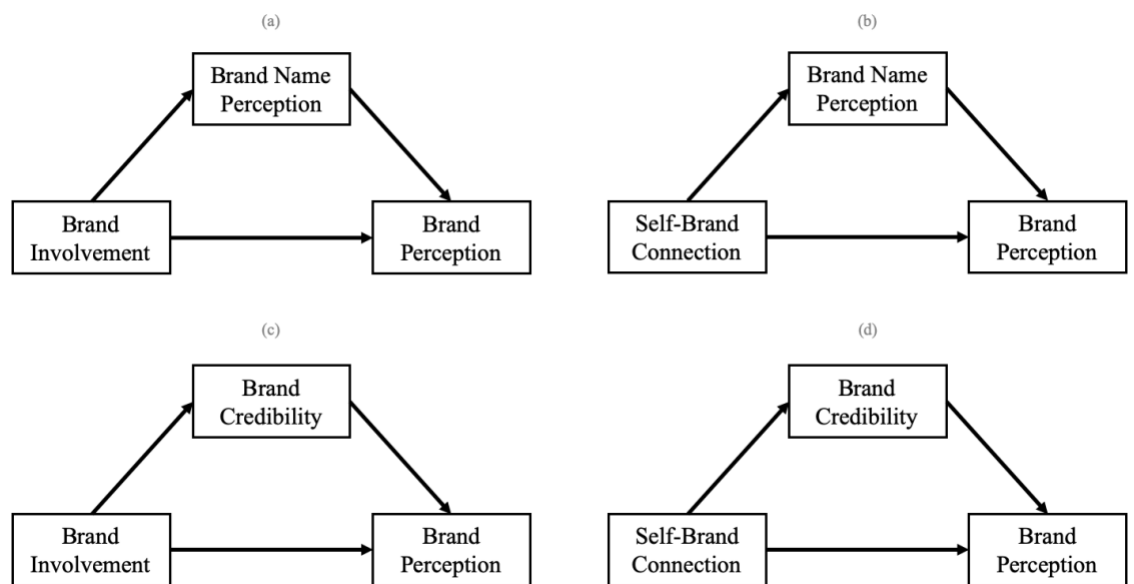 (a)
Brand Name
Perception
Brand
Involvement
Brand
Perception
(b)
Brand Name
Perception
Self-Brand
Connection
Brand
Perception
(c)
Brand
Credibility
Brand
Involvement
Brand
Perception
(d)
Brand
Credibility
Self-Brand
Connection
Brand
Perception